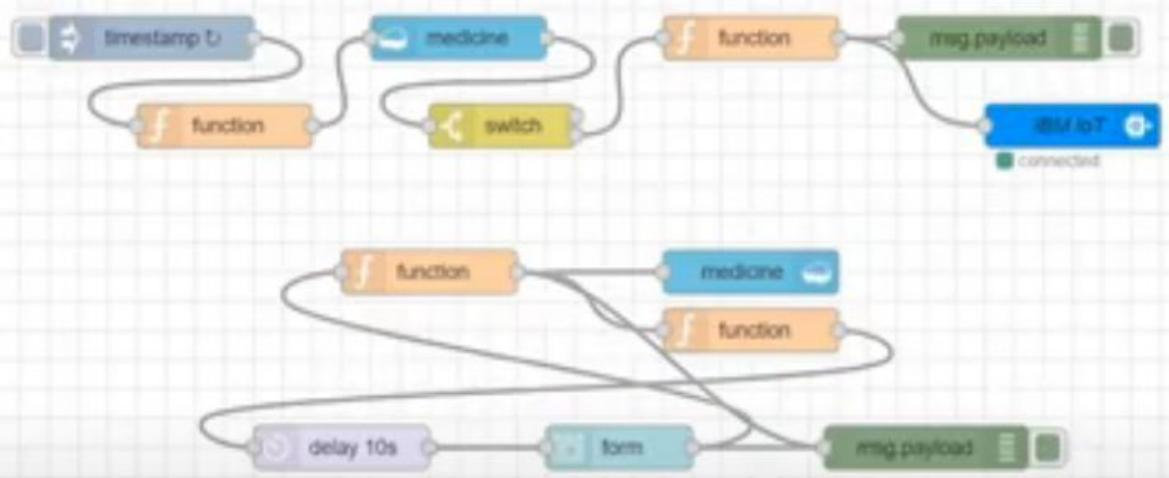 timestamp ↻
medicine
function
msg.payload
function
switch
IBM IoT
connected
function
medicine
function
delay 10s
form
msg.payload